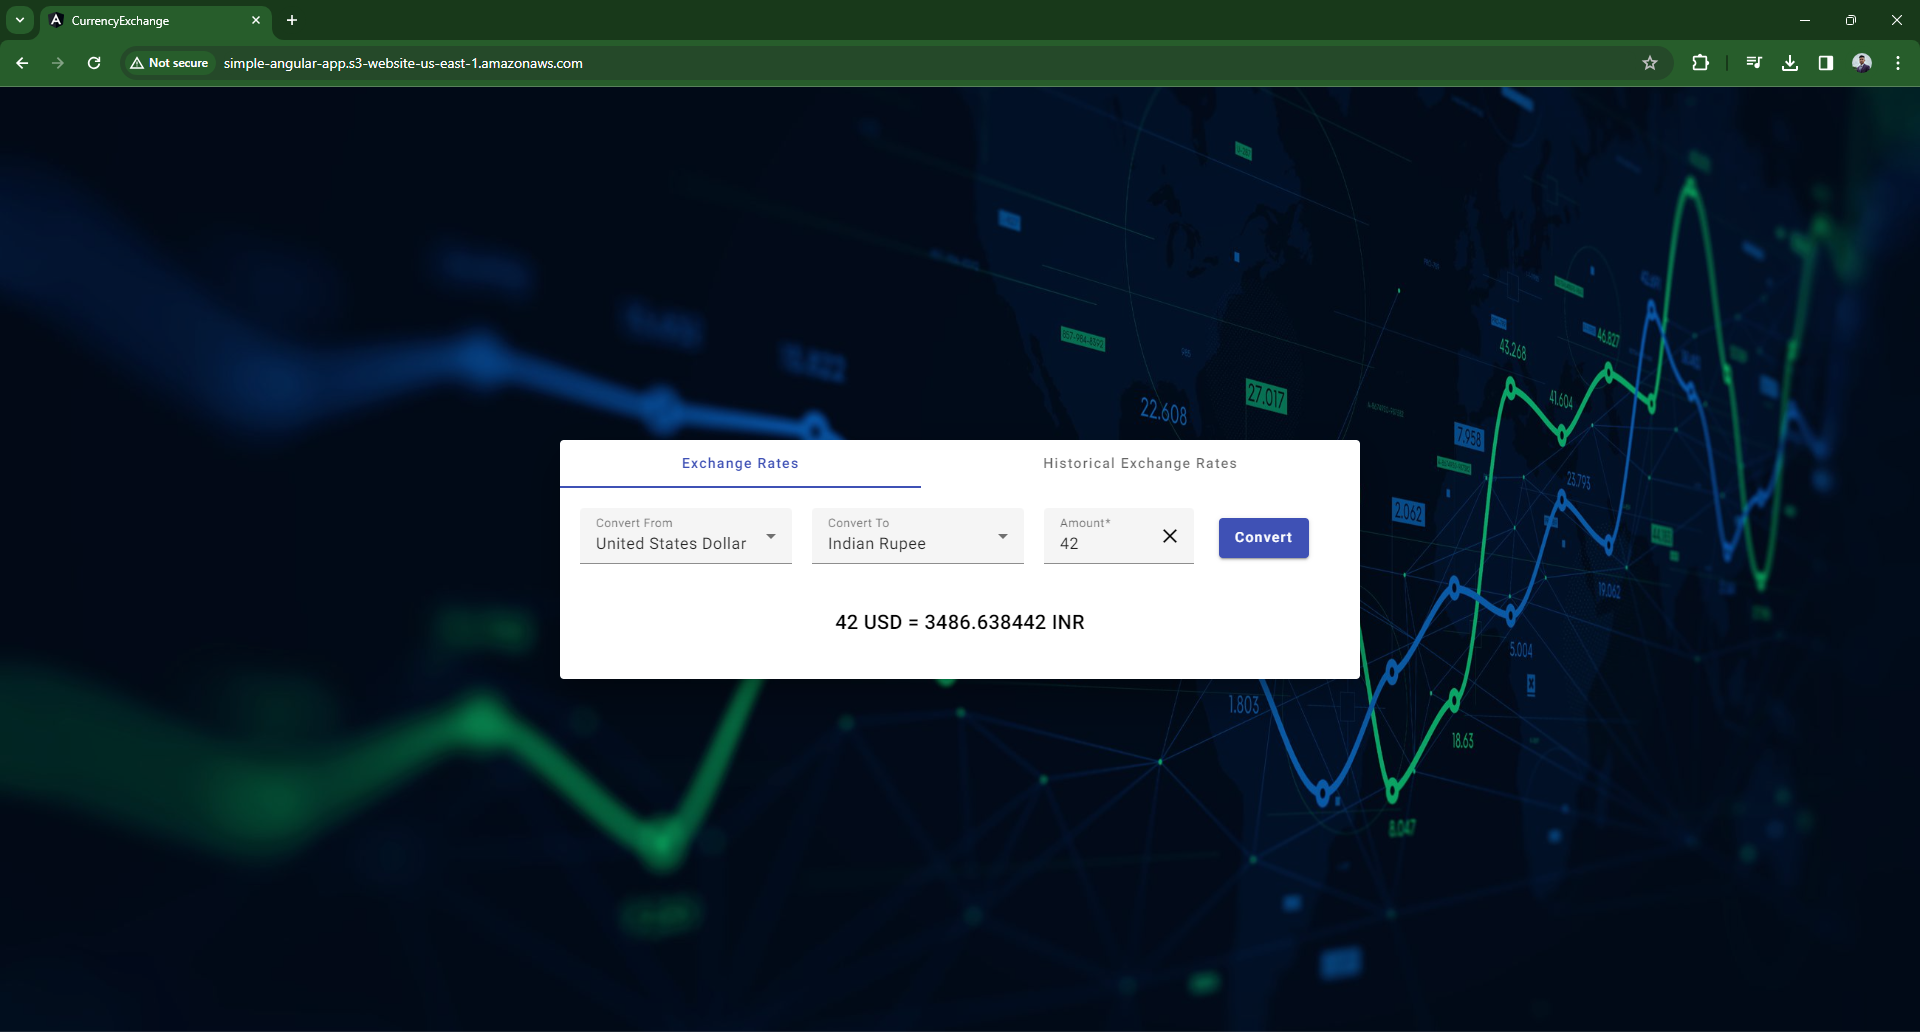 CurrencyExchange
Not secure
simple-angular-app.s3-website-us-east-1.amazonaws.com
Exchange Rates
Historical Exchange Rates
Convert From
United States Dollar
Convert To
Indian Rupee
Amount*
42
Convert
42 USD = 3486.638442 INR
22.608
27.017
43.268
46.827
41.604
7.958
23.793
2.062
19.062
5.004
1.803
18.63
8.047